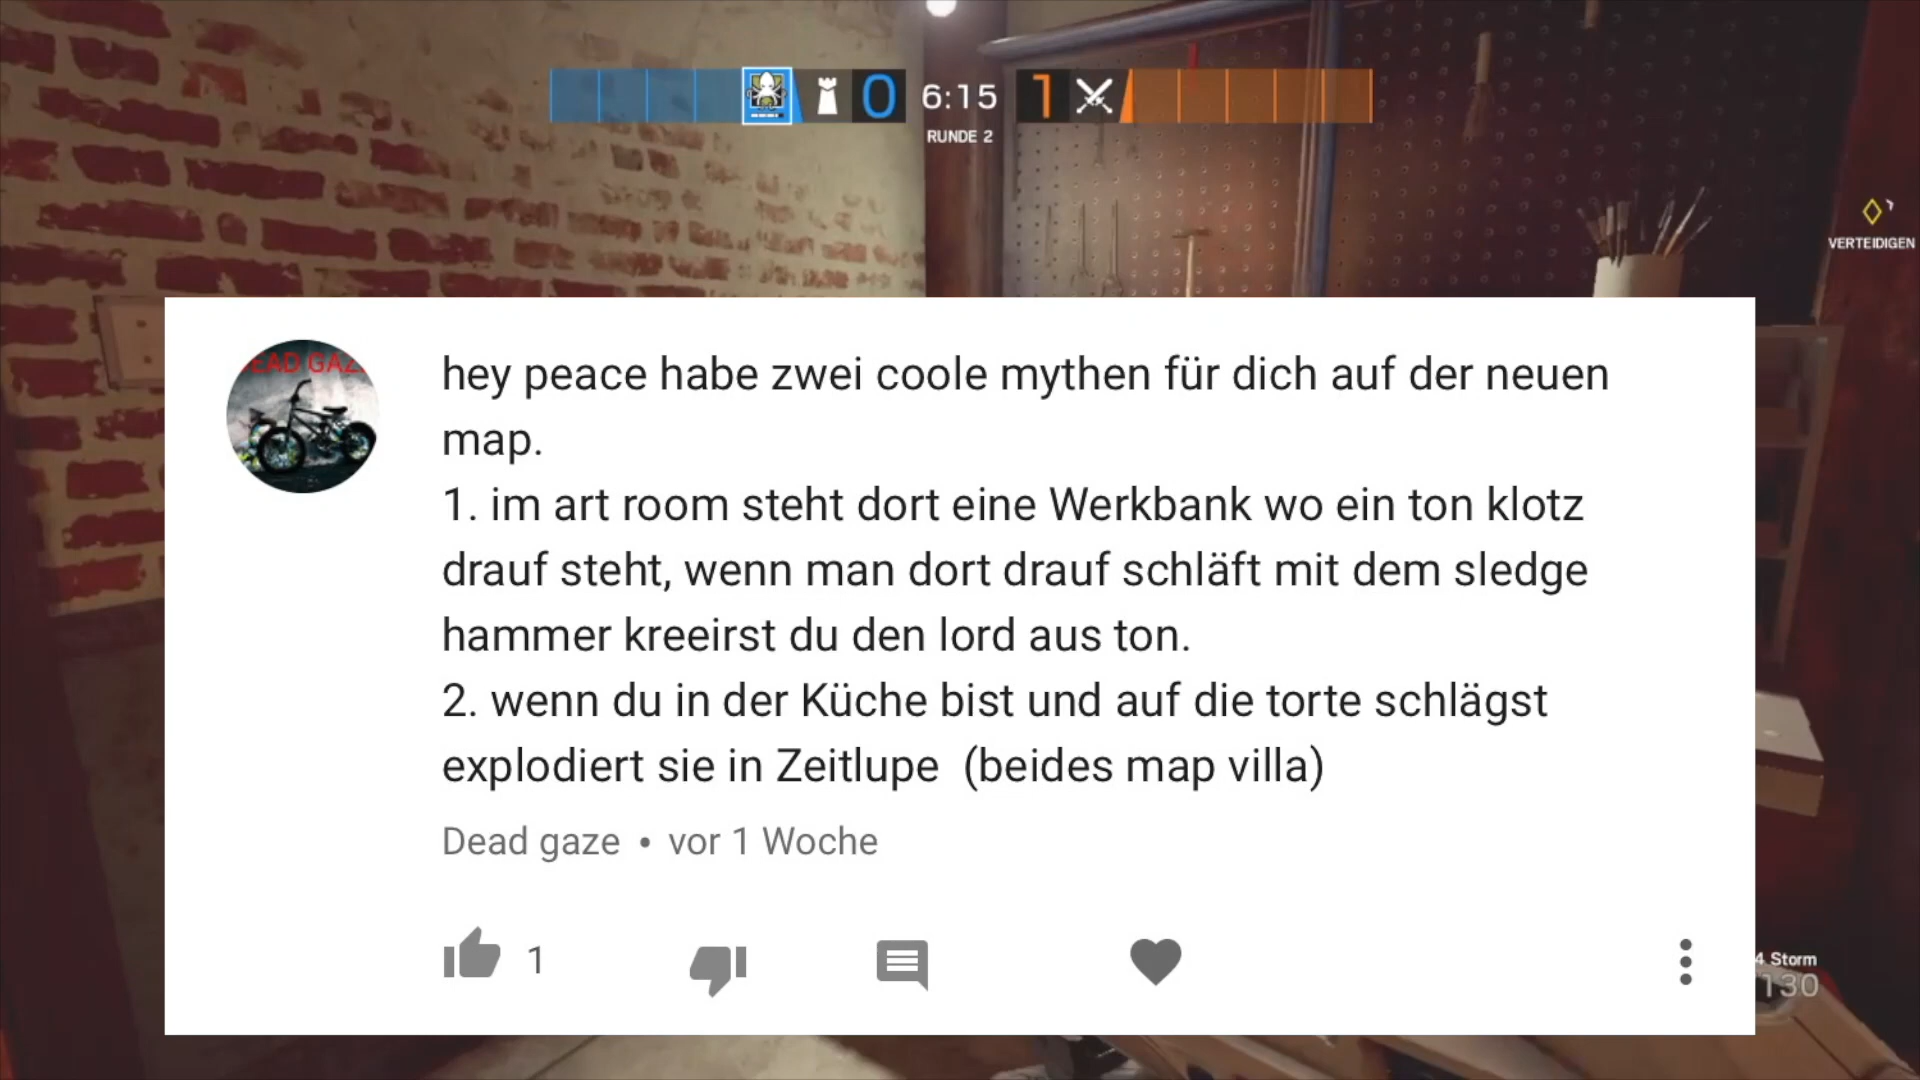 0 6:15 1
RUNDE 2
VERTEIDIGEN
EAD GAZ
hey peace habe zwei coole mythen für dich auf der neuen
map.
1. im art room steht dort eine Werkbank wo ein ton klotz
drauf steht, wenn man dort drauf schläft mit dem sledge
hammer kreeirst du den lord aus ton.
2. wenn du in der Küche bist und auf die torte schlägst
explodiert sie in Zeitlupe (beides map villa)
Dead gaze • vor 1 Woche
1
4 Storm
130